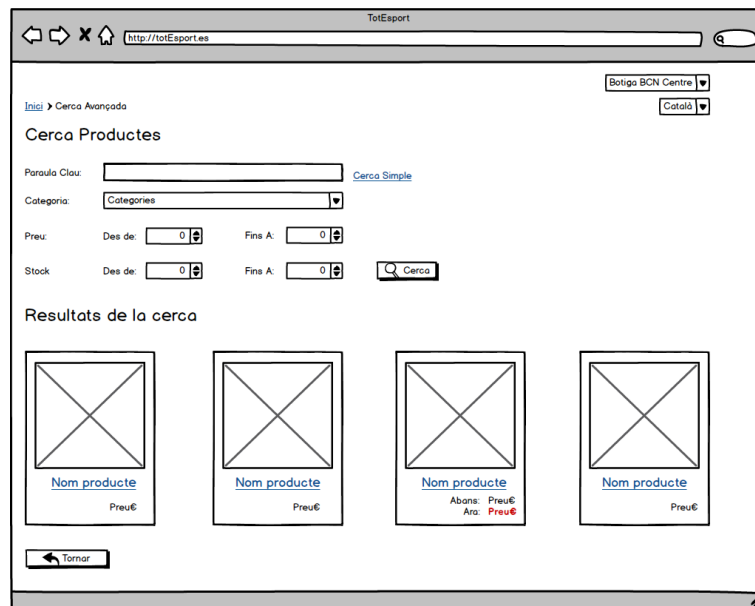 TotEsport
http://totEsport.es
Botiga BCN Centre
Inici > Cerca Avançada
Català
Cerca Productes
Paraula Clau:
Cerca Simple
Categoria: Categories
Preu: Des de: 0 Fins A: 0
Stock Des de: 0 Fins A: 0 Cerca
Resultats de la cerca
Nom producte Nom producte Nom producte Nom producte
Preu€ Preu€ Abans: Preu€ Preu€
Ara: Preu€
Tornar